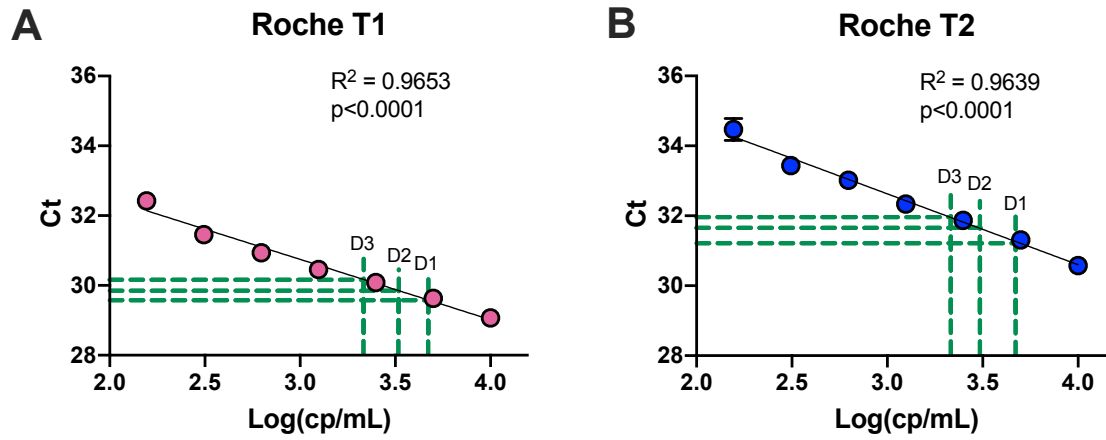 A
Roche T1
R² = 0.9653
p<0.0001
36
34
32
30
28
Ct
D3
D2
D1
2.0
2.5
3.0
3.5
4.0
Log(cp/mL)
B
Roche T2
R² = 0.9639
p<0.0001
36
34
32
30
28
Ct
D3
D2
D1
2.0
2.5
3.0
3.5
4.0
Log(cp/mL)